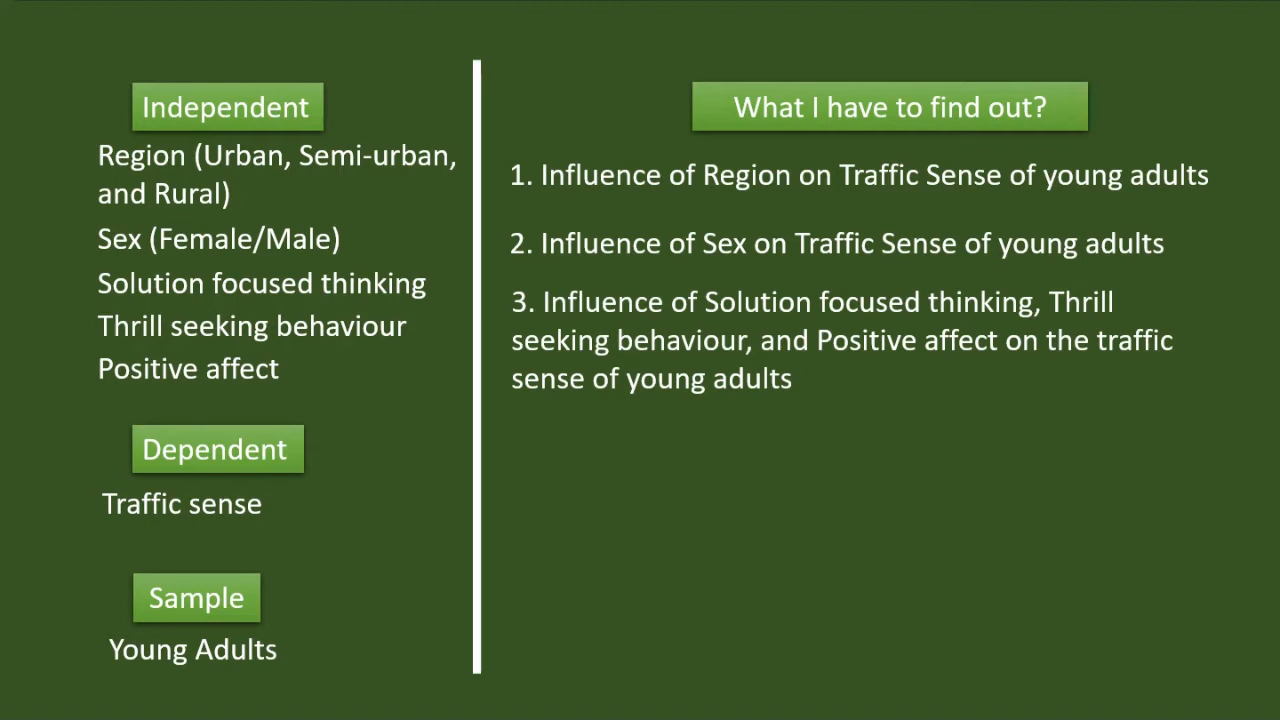 Independent
Region (Urban, Semi-urban,
and Rural)
Sex (Female/Male)
Solution focused thinking
Thrill seeking behaviour
Positive affect
Dependent
Traffic sense
Sample
Young Adults
What I have to find out?
1. Influence of Region on Traffic Sense of young adults
2. Influence of Sex on Traffic Sense of young adults
3. Influence of Solution focused thinking, Thrill
seeking behaviour, and Positive affect on the traffic
sense of young adults